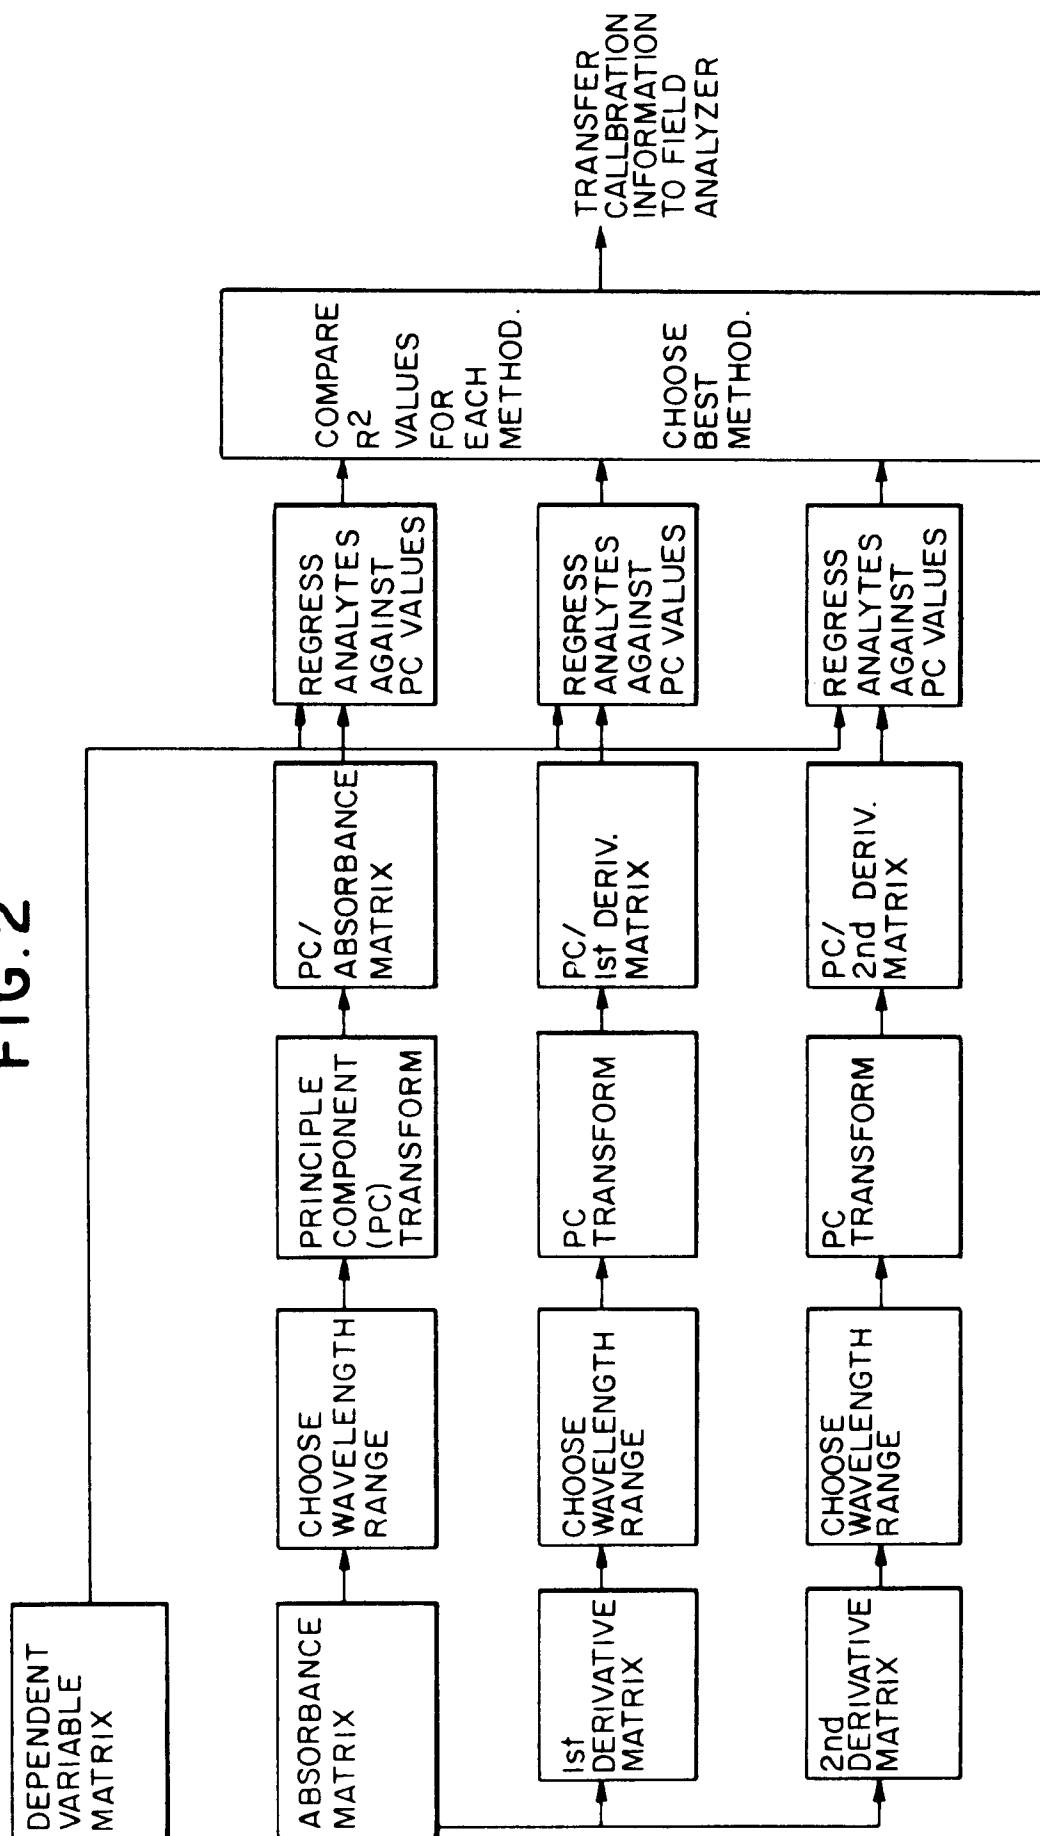 FIG.2
DEPENDENT
VARIABLE
MATRIX
ABSORBANCE
MATRIX
CHOOSE
WAVELENGTH
RANGE
PRINCIPLE
COMPONENT
(PC)
TRANSFORM
PC/
ABSORBANCE
MATRIX
REGRESS
ANALYTES
AGAINST
PC VALUES
1st
DERIVATIVE
MATRIX
CHOOSE
WAVELENGTH
RANGE
PC
TRANSFORM
PC/
1st DERIV.
MATRIX
REGRESS
ANALYTES
AGAINST
PC VALUES
2nd
DERIVATIVE
MATRIX
CHOOSE
WAVELENGTH
RANGE
PC
TRANSFORM
PC/
2nd DERIV.
MATRIX
REGRESS
ANALYTES
AGAINST
PC VALUES
COMPARE
R2
VALUES
FOR
EACH
METHOD.
CHOOSE
BEST
METHOD.
TRANSFER
CALLBRATION
INFORMATION
TO FIELD
ANALYZER